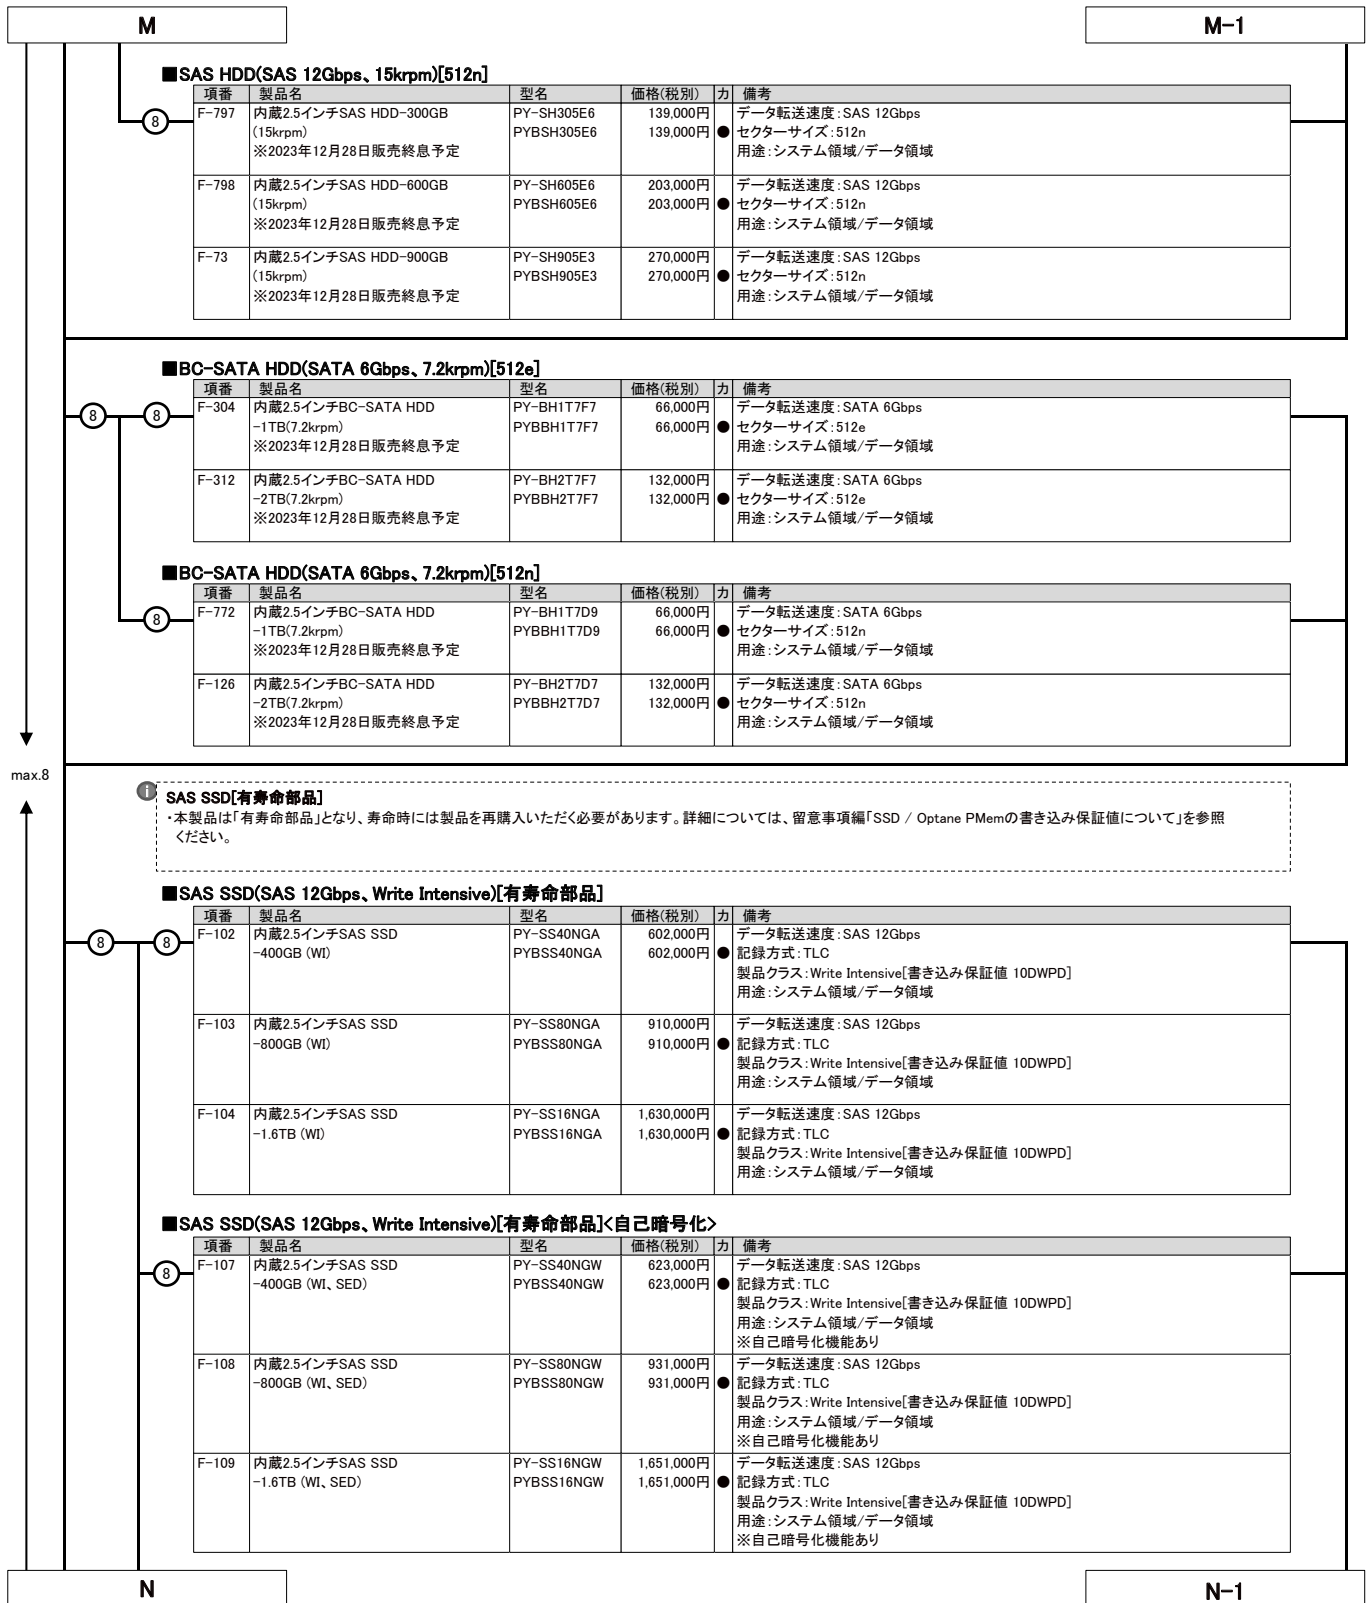 M
M-1
■SAS HDD(SAS 12Gbps、15krpm)[512n]
項番 製品名 型名 価格(税別) カ 備考
F-797 内蔵2.5インチSAS HDD-300GB PY-SH305E6 139,000円 データ転送速度:SAS 12Gbps
(15krpm) PYBSH305E6 139,000円 ● セクターサイズ:512n
※2023年12月28日販売終息予定 用途:システム領域/データ領域
F-798 内蔵2.5インチSAS HDD-600GB PY-SH605E6 203,000円 データ転送速度:SAS 12Gbps
(15krpm) PYBSH605E6 203,000円 ● セクターサイズ:512n
※2023年12月28日販売終息予定 用途:システム領域/データ領域
F-73 内蔵2.5インチSAS HDD-900GB PY-SH905E3 270,000円 データ転送速度:SAS 12Gbps
(15krpm) PYBSH905E3 270,000円 ● セクターサイズ:512n
※2023年12月28日販売終息予定 用途:システム領域/データ領域
8
■BC-SATA HDD(SATA 6Gbps、7.2krpm)[512e]
項番 製品名 型名 価格(税別) カ 備考
8 8 F-304 内蔵2.5インチBC-SATA HDD PY-BH1T7F7 66,000円 データ転送速度:SATA 6Gbps
-1TB(7.2krpm) PYBBH1T7F7 66,000円 ● セクターサイズ:512e
※2023年12月28日販売終息予定 用途:システム領域/データ領域
F-312 内蔵2.5インチBC-SATA HDD PY-BH2T7F7 132,000円 データ転送速度:SATA 6Gbps
-2TB(7.2krpm) PYBBH2T7F7 132,000円 ● セクターサイズ:512e
※2023年12月28日販売終息予定 用途:システム領域/データ領域
■BC-SATA HDD(SATA 6Gbps、7.2krpm)[512n]
項番 製品名 型名 価格(税別) カ 備考
8 F-772 内蔵2.5インチBC-SATA HDD PY-BH1T7D9 66,000円 データ転送速度:SATA 6Gbps
-1TB(7.2krpm) PYBBH1T7D9 66,000円 ● セクターサイズ:512n
※2023年12月28日販売終息予定 用途:システム領域/データ領域
F-126 内蔵2.5インチBC-SATA HDD PY-BH2T7D7 132,000円 データ転送速度:SATA 6Gbps
-2TB(7.2krpm) PYBBH2T7D7 132,000円 ● セクターサイズ:512n
※2023年12月28日販売終息予定 用途:システム領域/データ領域
max.8
i SAS SSD[有寿命部品]
・本製品は「有寿命部品」となり、寿命時には製品を再購入いただく必要があります。詳細については、留意事項編「SSD / Optane PMemの書き込み保証値について」を参照
ください。
■SAS SSD(SAS 12Gbps、Write Intensive)[有寿命部品]
項番 製品名 型名 価格(税別) カ 備考
8 8 F-102 内蔵2.5インチSAS SSD PY-SS40NGA 602,000円 データ転送速度:SAS 12Gbps
-400GB (WI) PYBSS40NGA 602,000円 ● 記録方式:TLC
製品クラス:Write Intensive[書き込み保証値 10DWPD]
用途:システム領域/データ領域
F-103 内蔵2.5インチSAS SSD PY-SS80NGA 910,000円 データ転送速度:SAS 12Gbps
-800GB (WI) PYBSS80NGA 910,000円 ● 記録方式:TLC
製品クラス:Write Intensive[書き込み保証値 10DWPD]
用途:システム領域/データ領域
F-104 内蔵2.5インチSAS SSD PY-SS16NGA 1,630,000円 データ転送速度:SAS 12Gbps
-1.6TB (WI) PYBSS16NGA 1,630,000円 ● 記録方式:TLC
製品クラス:Write Intensive[書き込み保証値 10DWPD]
用途:システム領域/データ領域
■SAS SSD(SAS 12Gbps、Write Intensive)[有寿命部品]<自己暗号化>
項番 製品名 型名 価格(税別) カ 備考
8 F-107 内蔵2.5インチSAS SSD PY-SS40NGW 623,000円 データ転送速度:SAS 12Gbps
-400GB (WI、SED) PYBSS40NGW 623,000円 ● 記録方式:TLC
製品クラス:Write Intensive[書き込み保証値 10DWPD]
用途:システム領域/データ領域
※自己暗号化機能あり
F-108 内蔵2.5インチSAS SSD PY-SS80NGW 931,000円 データ転送速度:SAS 12Gbps
-800GB (WI、SED) PYBSS80NGW 931,000円 ● 記録方式:TLC
製品クラス:Write Intensive[書き込み保証値 10DWPD]
用途:システム領域/データ領域
※自己暗号化機能あり
F-109 内蔵2.5インチSAS SSD PY-SS16NGW 1,651,000円 データ転送速度:SAS 12Gbps
-1.6TB (WI、SED) PYBSS16NGW 1,651,000円 ● 記録方式:TLC
製品クラス:Write Intensive[書き込み保証値 10DWPD]
用途:システム領域/データ領域
※自己暗号化機能あり
N
N-1